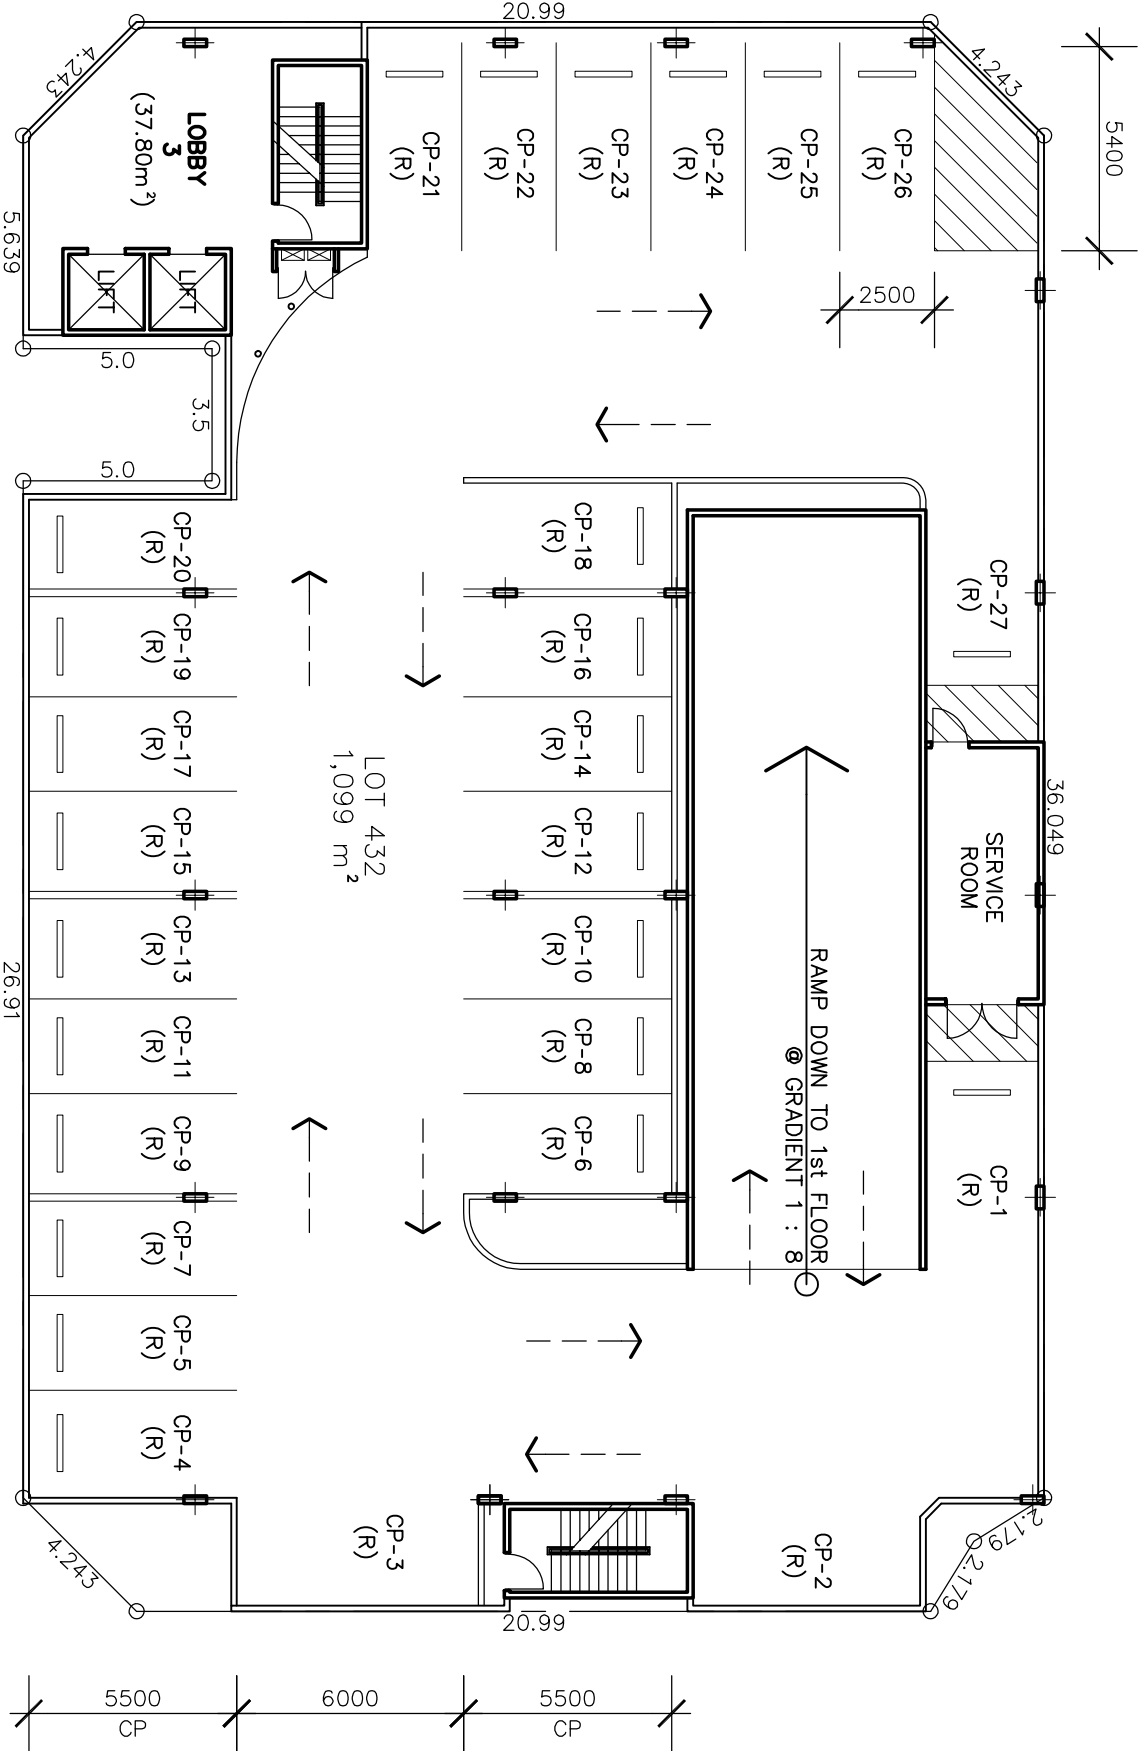 20.99
4.243
5400
4.243
LOBBY
3
(37.80m²)
CP-21
(R)
CP-22
(R)
CP-23
(R)
CP-24
(R)
CP-25
(R)
CP-26
(R)
5.639
LIFT
LIFT
2500
5.0
3.5
5.0
CP-20
(R)
CP-18
(R)
CP-27
(R)
CP-19
(R)
CP-16
(R)
CP-17
(R)
CP-14
(R)
LOT 432
1,099 m²
36.049
SERVICE
ROOM
CP-15
(R)
CP-12
(R)
CP-13
(R)
CP-10
(R)
26.91
RAMP DOWN TO 1st FLOOR
@ GRADIENT 1 : 8
CP-11
(R)
CP-8
(R)
CP-9
(R)
CP-6
(R)
CP-1
(R)
CP-7
(R)
CP-5
(R)
CP-4
(R)
CP-3
(R)
CP-2
(R)
2.179
2.179
4.243
20.99
5500
CP
6000
5500
CP